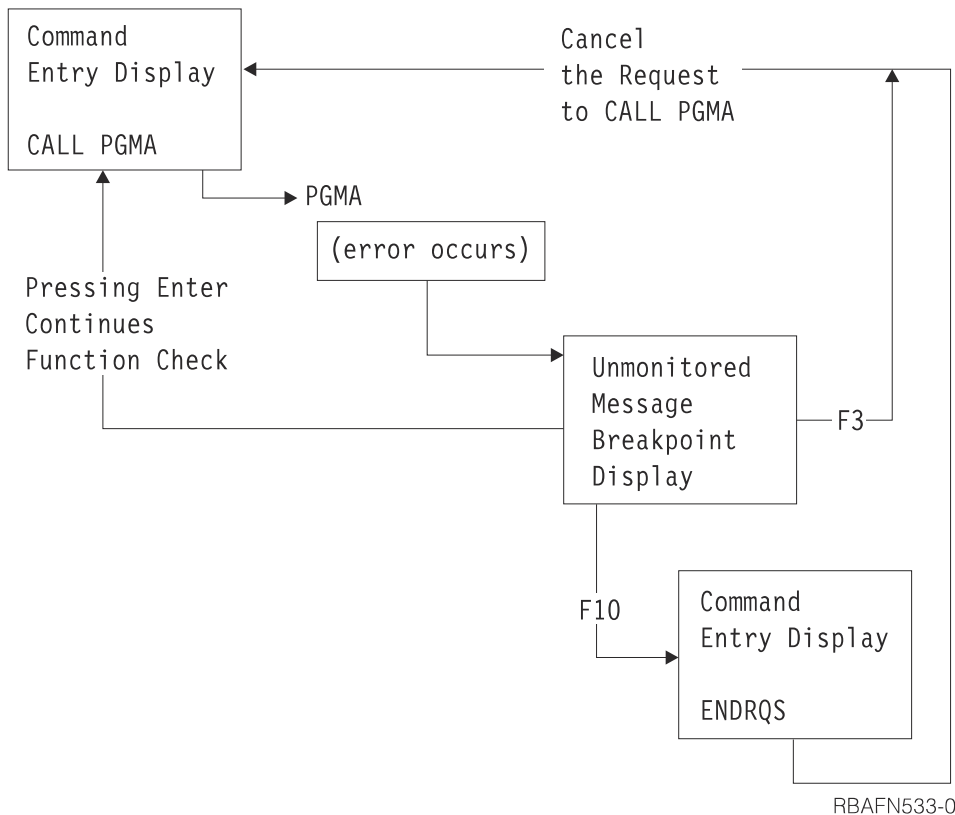 Command
Entry Display
CALL PGMA
Cancel
the Request
to CALL PGMA
PGMA
(error occurs)
Pressing Enter
Continues
Function Check
Unmonitored
Message
Breakpoint
Display
F3
F10
Command
Entry Display
ENDRQS
RBAFN533-0